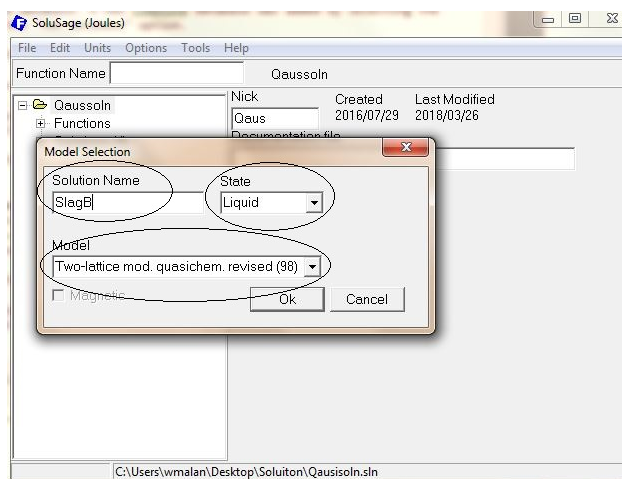 SoluSage (Joules)
File Edit Units Options Tools Help
Function Name Qaussoln
Qaussoln
Functions
Nick Created Last Modified
Qaus 2016/07/29 2018/03/26
Documentation file
Model Selection
Solution Name State
SlagB Liquid
Model
Two-lattice mod. quasichem. revised (98)
Magnetic
Ok Cancel
C:\Users\wmalan\Desktop\Soluiton\Qausisoln.sln